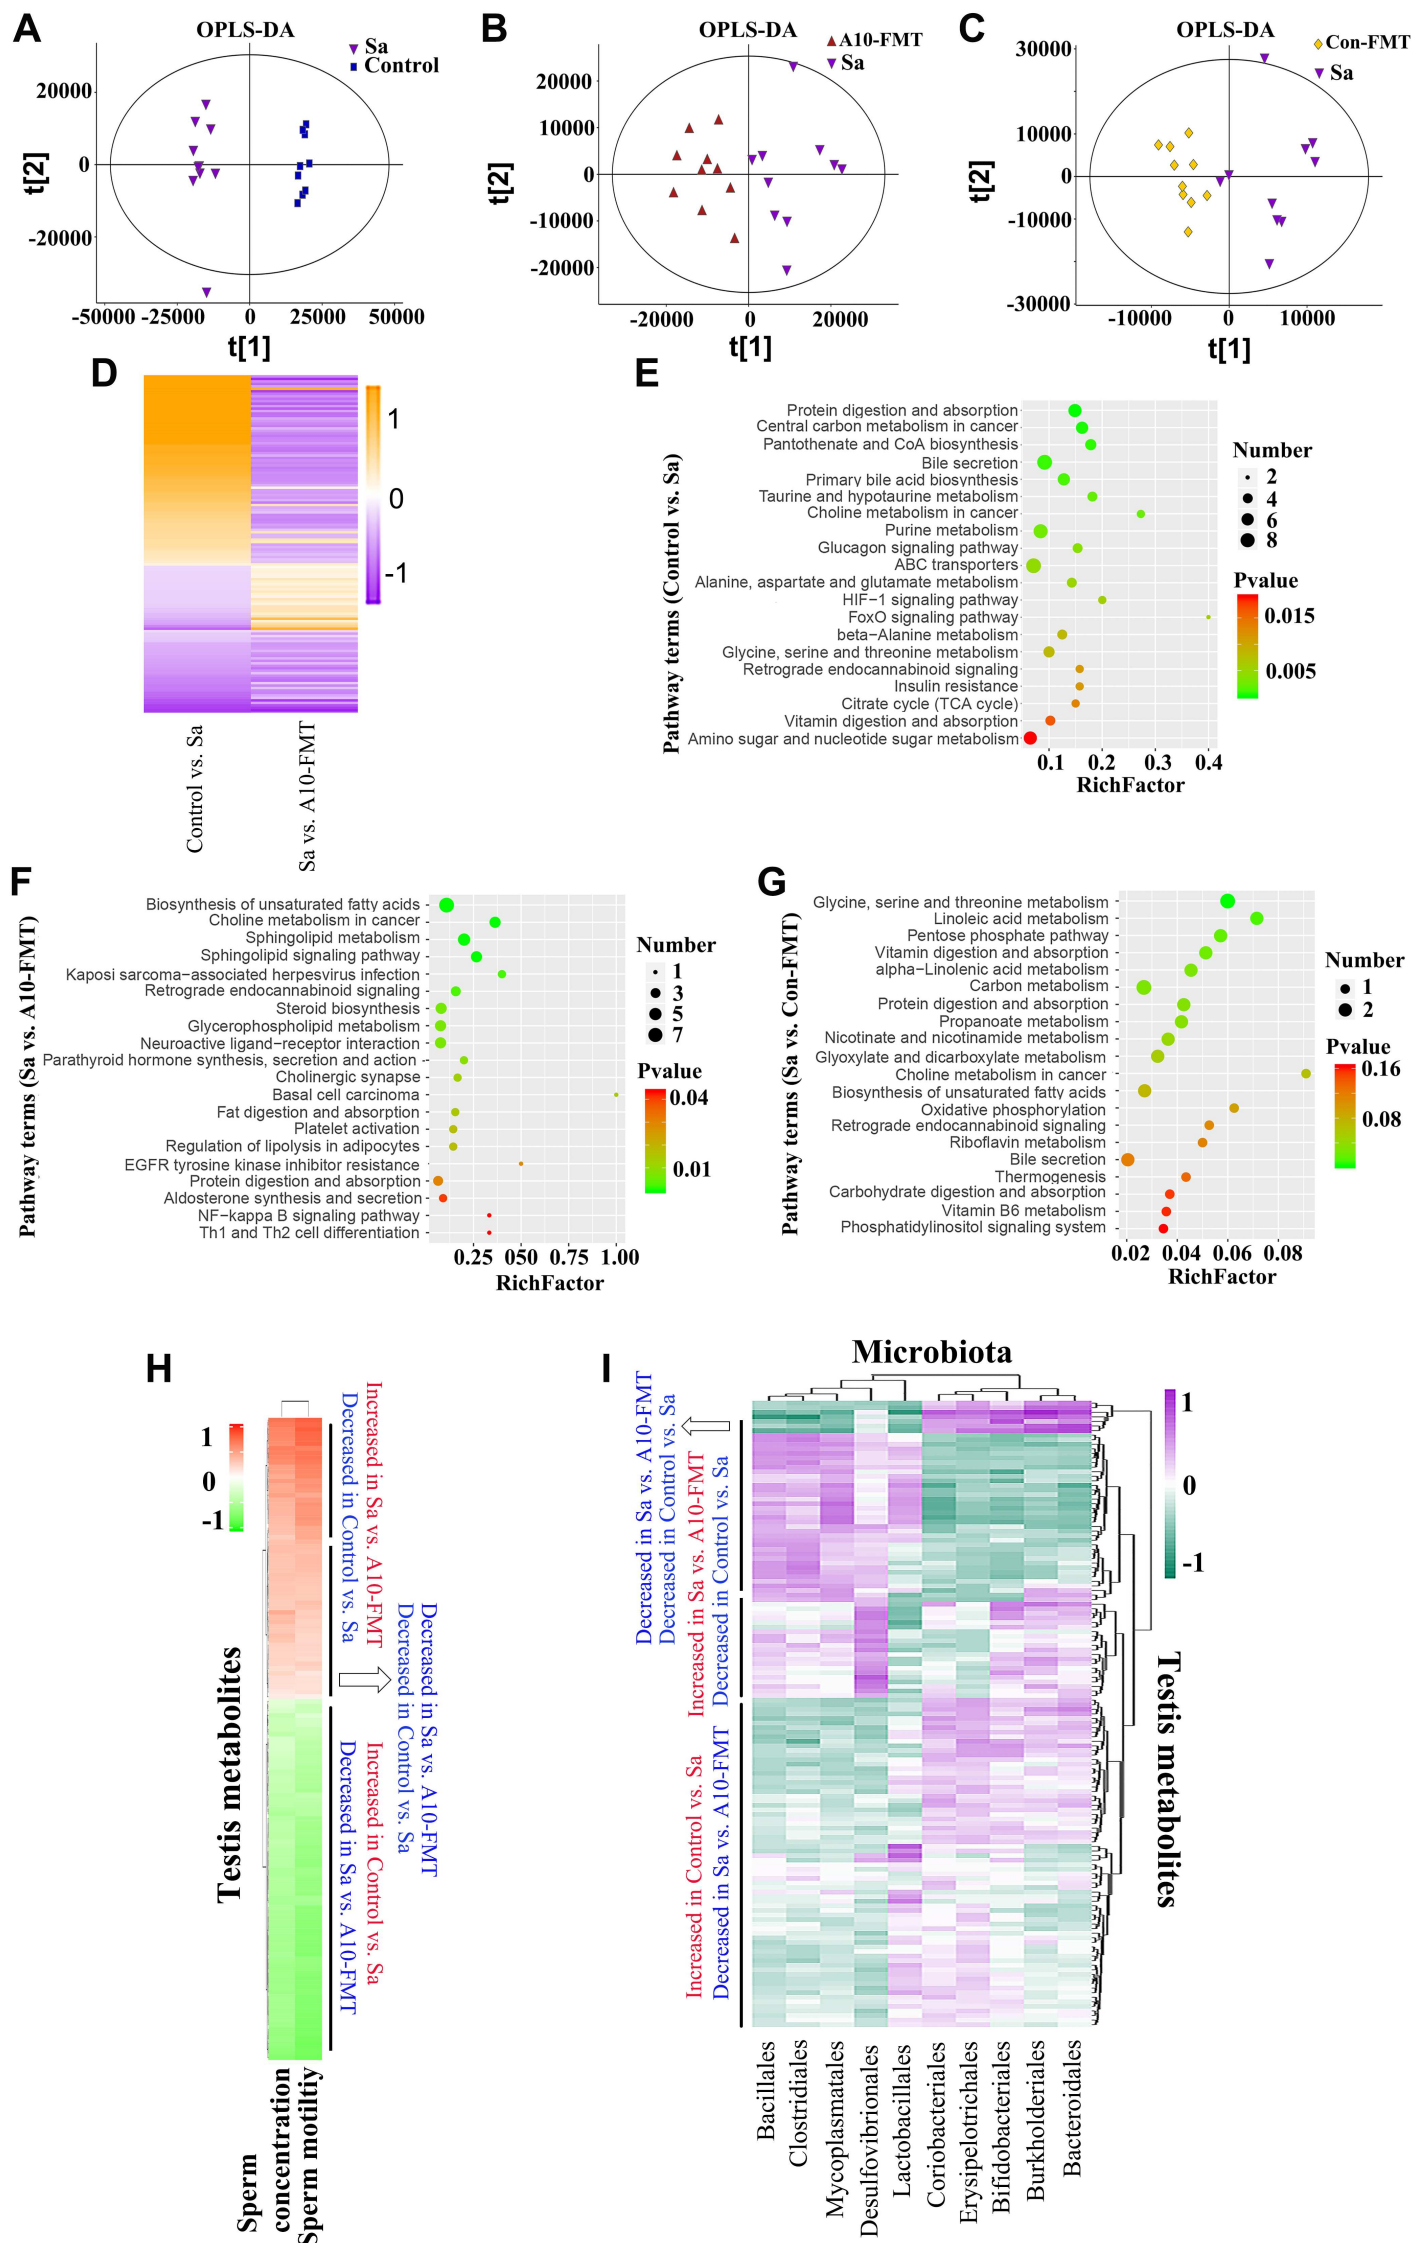 A
OPLS-DA
Sa
Control
20000
0
-20000
t[2]
-50000 -25000 0 25000 50000
t[1]
B
OPLS-DA
A10-FMT
Sa
20000
10000
0
-10000
-20000
t[2]
-20000 0 20000
t[1]
C
OPLS-DA
Con-FMT
Sa
30000
10000
0
-10000
-30000
t[2]
-10000 0 10000
t[1]
D
1
0
-1
Control vs. Sa
Sa vs. A10-FMT
E
Pathway terms (Control vs. Sa)
Protein digestion and absorption
Central carbon metabolism in cancer
Pantothenate and CoA biosynthesis
Bile secretion
Primary bile acid biosynthesis
Taurine and hypotaurine metabolism
Choline metabolism in cancer
Purine metabolism
Glucagon signaling pathway
ABC transporters
Alanine, aspartate and glutamate metabolism
HIF−1 signaling pathway
FoxO signaling pathway
beta−Alanine metabolism
Glycine, serine and threonine metabolism
Retrograde endocannabinoid signaling
Insulin resistance
Citrate cycle (TCA cycle)
Vitamin digestion and absorption
Amino sugar and nucleotide sugar metabolism
0.1 0.2 0.3 0.4
RichFactor
Number
2
4
6
8
Pvalue
0.015
0.005
F
Pathway terms (Sa vs. A10-FMT)
Biosynthesis of unsaturated fatty acids
Choline metabolism in cancer
Sphingolipid metabolism
Sphingolipid signaling pathway
Kaposi sarcoma−associated herpesvirus infection
Retrograde endocannabinoid signaling
Steroid biosynthesis
Glycerophospholipid metabolism
Neuroactive ligand−receptor interaction
Parathyroid hormone synthesis, secretion and action
Cholinergic synapse
Basal cell carcinoma
Fat digestion and absorption
Platelet activation
Regulation of lipolysis in adipocytes
EGFR tyrosine kinase inhibitor resistance
Protein digestion and absorption
Aldosterone synthesis and secretion
NF−kappa B signaling pathway
Th1 and Th2 cell differentiation
0.25 050 0.75 1.00
RichFactor
Number
1
3
5
7
Pvalue
0.04
0.01
G
Pathway terms (Sa vs. Con-FMT)
Glycine, serine and threonine metabolism
Linoleic acid metabolism
Pentose phosphate pathway
Vitamin digestion and absorption
alpha−Linolenic acid metabolism
Carbon metabolism
Protein digestion and absorption
Propanoate metabolism
Nicotinate and nicotinamide metabolism
Glyoxylate and dicarboxylate metabolism
Choline metabolism in cancer
Biosynthesis of unsaturated fatty acids
Oxidative phosphorylation
Retrograde endocannabinoid signaling
Riboflavin metabolism
Bile secretion
Thermogenesis
Carbohydrate digestion and absorption
Vitamin B6 metabolism
Phosphatidylinositol signaling system
0.02 0.04 0.06 0.08
RichFactor
Number
1
2
Pvalue
0.16
0.08
H
1
0
-1
Testis metabolites
Increased in Sa vs. A10-FMT
Decreased in Control vs. Sa
Decreased in Sa vs. A10-FMT
Decreased in Control vs. Sa
Increased in Control vs. Sa
Decreased in Sa vs. A10-FMT
Sperm
concentration
Sperm motiltiy
I
Microbiota
Decreased in Sa vs. A10-FMT
Decreased in Control vs. Sa
Increased in Sa vs. A10-FMT
Decreased in Control vs. Sa
Increased in Control vs. Sa
Decreased in Sa vs. A10-FMT
1
0
-1
Testis metabolites
Bacillales
Clostridiales
Mycoplasmatales
Desulfovibrionales
Lactobacillales
Coriobacteriales
Erysipelotrichales
Bifidobacteriales
Burkholderiales
Bacteroidales